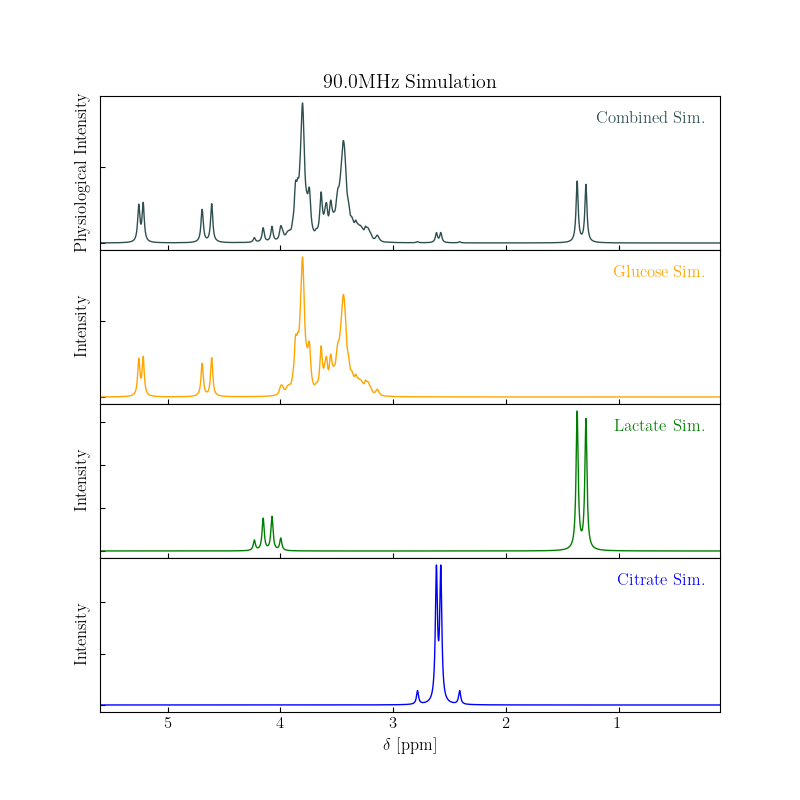 90.0MHz Simulation
Physiological Intensity
Combined Sim.
Intensity
Glucose Sim.
Intensity
Lactate Sim.
Intensity
Citrate Sim.
5 4 3 2 1
δ [ppm]